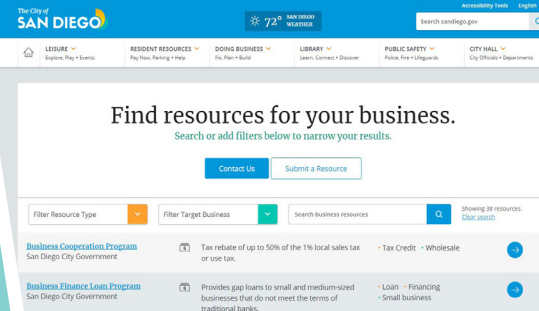 Accessibility Tools English
The City of
SAN DIEGO
72° SAN DIEGO
WEATHER
Search sandiego.gov
LEISURE
Explore, Play + Events
RESIDENT RESOURCES
Pay Now, Parking + Help
DOING BUSINESS
Fix, Plan + Build
LIBRARY
Learn, Connect + Discover
PUBLIC SAFETY
Police, Fire + Lifeguards
CITY HALL
City Officials + Departments
Find resources for your business.
Search or add filters below to narrow your results.
Contact Us
Submit a Resource
Filter Resource Type
Filter Target Business
Search business resources
Showing 38 resources.
Clear search
Business Cooperation Program
San Diego City Government
$
Tax rebate of up to 50% of the 1% local sales tax
or use tax.
• Tax Credit • Wholesale
Business Finance Loan Program
San Diego City Government
$
Provides gap loans to small and medium-sized
businesses that do not meet the terms of
traditional banks.
• Loan • Financing
• Small business